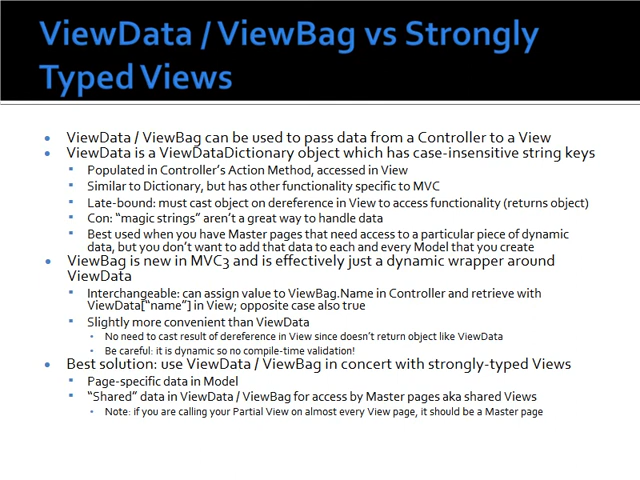 ViewData / ViewBag vs Strongly
Typed Views
• ViewData / ViewBag can be used to pass data from a Controller to a View
• ViewData is a ViewDataDictionary object which has case-insensitive string keys
▪ Populated in Controller's Action Method, accessed in View
▪ Similar to Dictionary, but has other functionality specific to MVC
▪ Late-bound: must cast object on dereference in View to access functionality (returns object)
▪ Con: "magic strings" aren't a great way to handle data
▪ Best used when you have Master pages that need access to a particular piece of dynamic
data, but you don't want to add that data to each and every Model that you create
• ViewBag is new in MVC3 and is effectively just a dynamic wrapper around
ViewData
▪ Interchangeable: can assign value to ViewBag.Name in Controller and retrieve with
ViewData["name"] in View; opposite case also true
▪ Slightly more convenient than ViewData
• No need to cast result of dereference in View since doesn't return object like ViewData
• Be careful: it is dynamic so no compile-time validation!
• Best solution: use ViewData / ViewBag in concert with strongly-typed Views
▪ Page-specific data in Model
▪ "Shared" data in ViewData / ViewBag for access by Master pages aka shared Views
• Note: if you are calling your Partial View on almost every View page, it should be a Master page